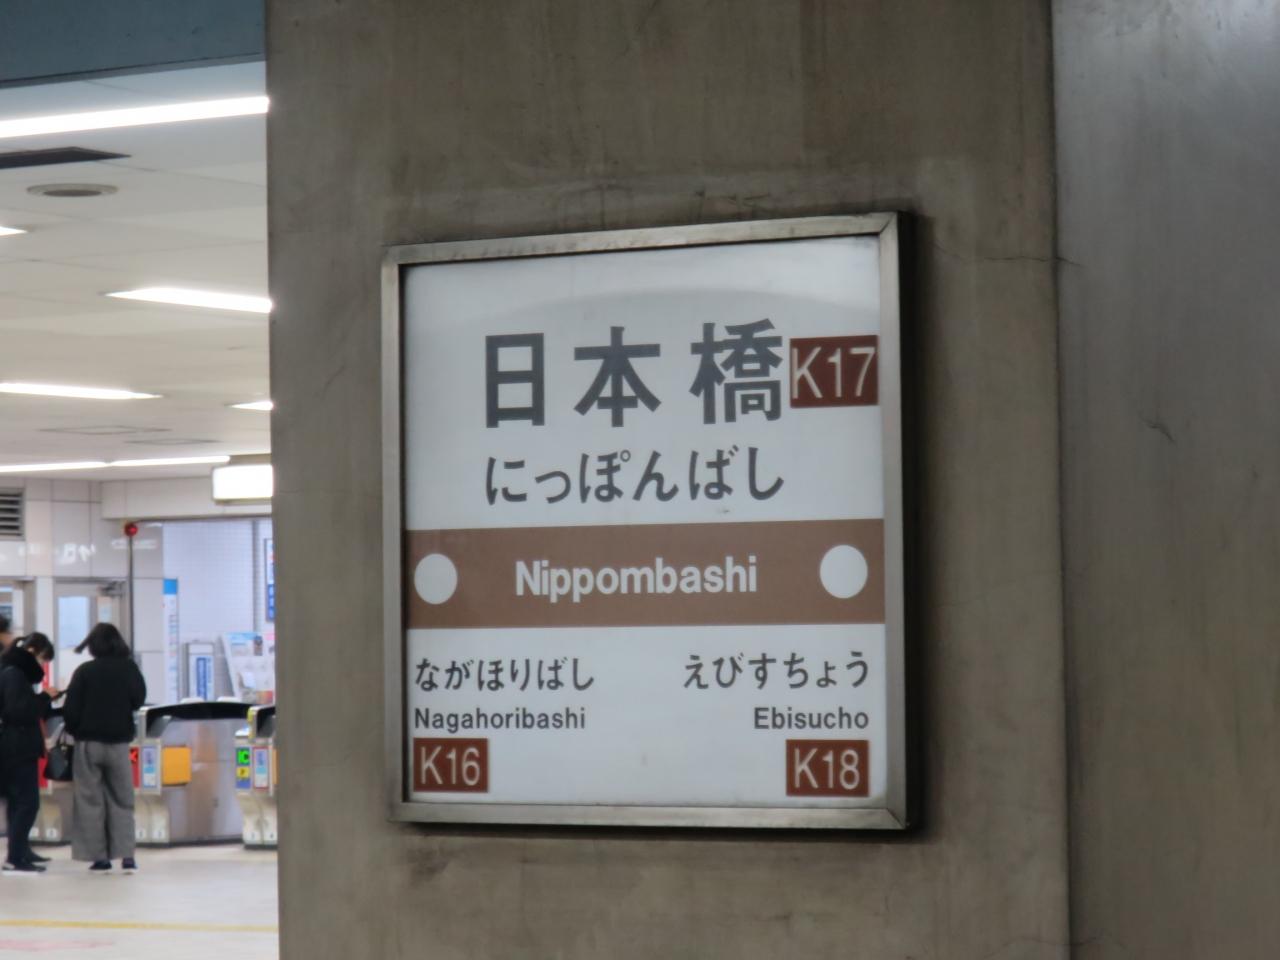 日本橋 K17
にっぽんばし
Nippombashi
ながほりばし えびすちょう
Nagahoribashi Ebisucho
K16 K18